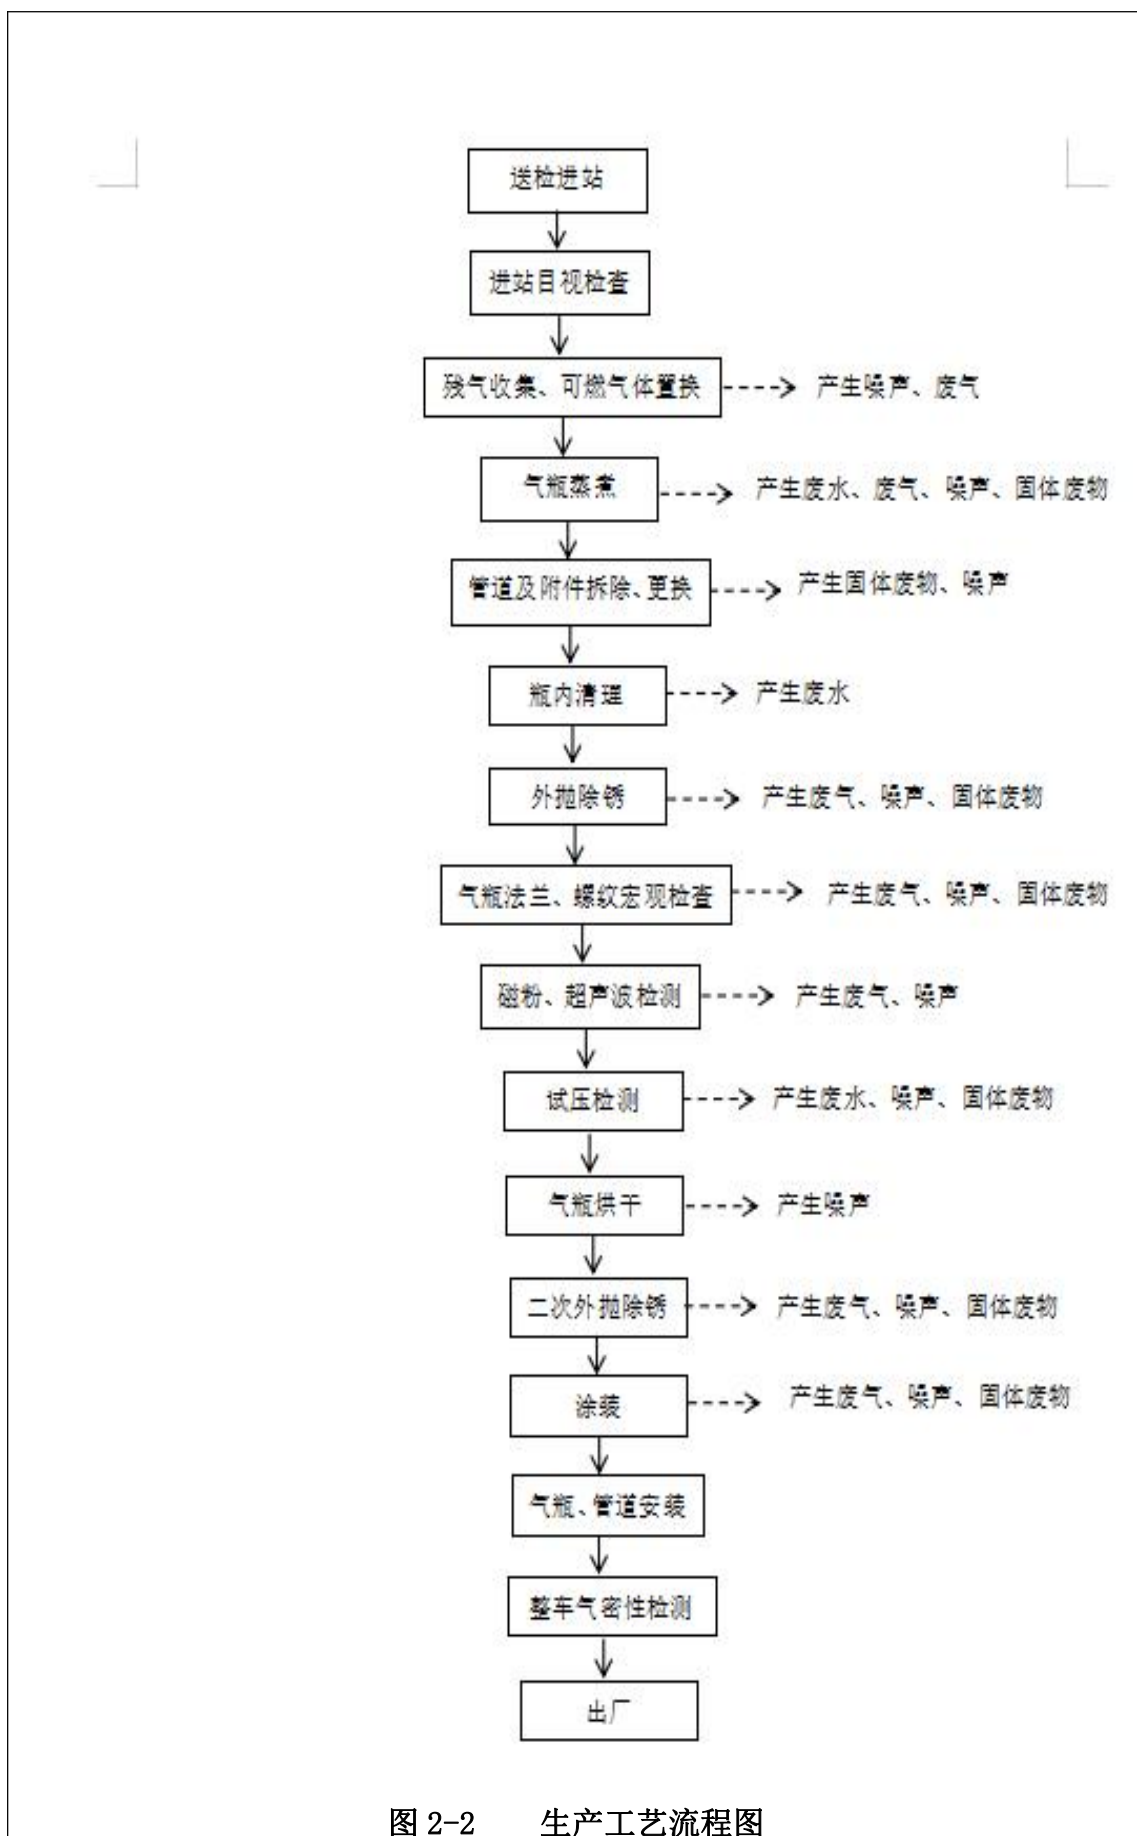 送检进站
进站目视检查
残气收集、可燃气体置换
产生噪声、废气
气瓶蒸煮
产生废水、废气、噪声、固体废物
管道及附件拆除、更换
产生固体废物、噪声
瓶内清理
产生废水
外抛除锈
产生废气、噪声、固体废物
气瓶法兰、螺纹宏观检查
产生废气、噪声、固体废物
磁粉、超声波检测
产生废气、噪声
试压检测
产生废水、噪声、固体废物
气瓶烘干
产生噪声
二次外抛除锈
产生废气、噪声、固体废物
涂装
产生废气、噪声、固体废物
气瓶、管道安装
整车气密性检测
出厂
图 2-2 生产工艺流程图